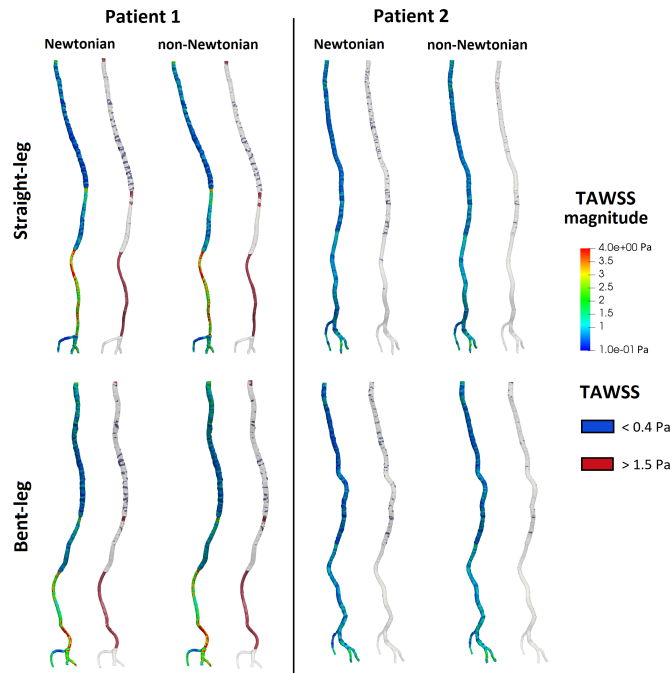 Patient 1
Patient 2
Newtonian
non-Newtonian
Newtonian
non-Newtonian
Straight-leg
Bent-leg
TAWSS
magnitude
4.0e+00 Pa
3.5
3
2.5
2
1.5
1
1.0e-01 Pa
TAWSS
< 0.4 Pa
> 1.5 Pa